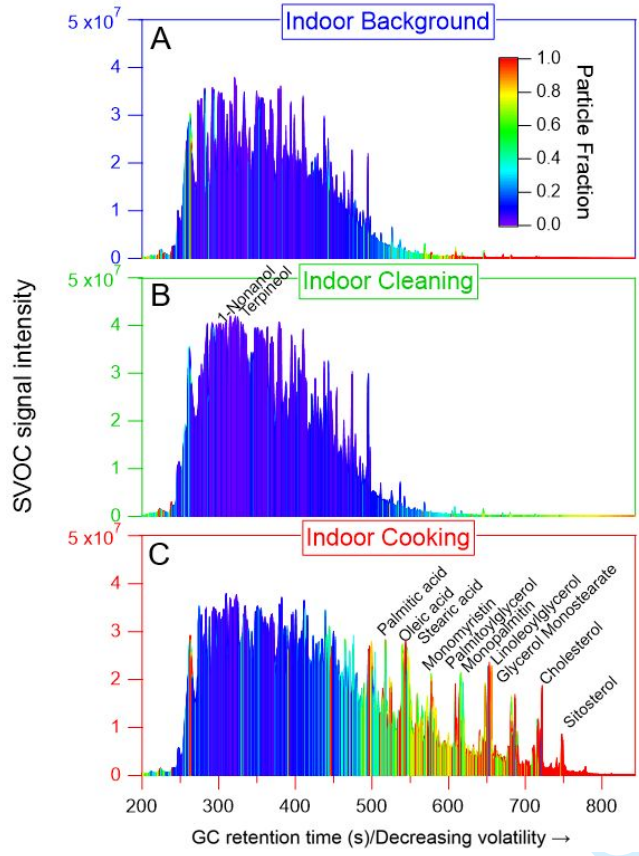 5 x10⁷
Indoor Background
A
4
3
2
1
0
1.0
0.8
0.6
0.4
0.2
0.0
Particle Fraction
5 x10⁷
Indoor Cleaning
B
1-Nonanol
Terpineol
4
3
2
1
0
SVOC signal intensity
5 x10⁷
Indoor Cooking
C
Palmitic acid
Oleic acid
Stearic acid
Monomyristin
Palmitoylglycerol
Monopalmitin
Linoleoylglycerol
Glycerol Monostearate
Cholesterol
Sitosterol
4
3
2
1
0
200 300 400 500 600 700 800
GC retention time (s)/Decreasing volatility →